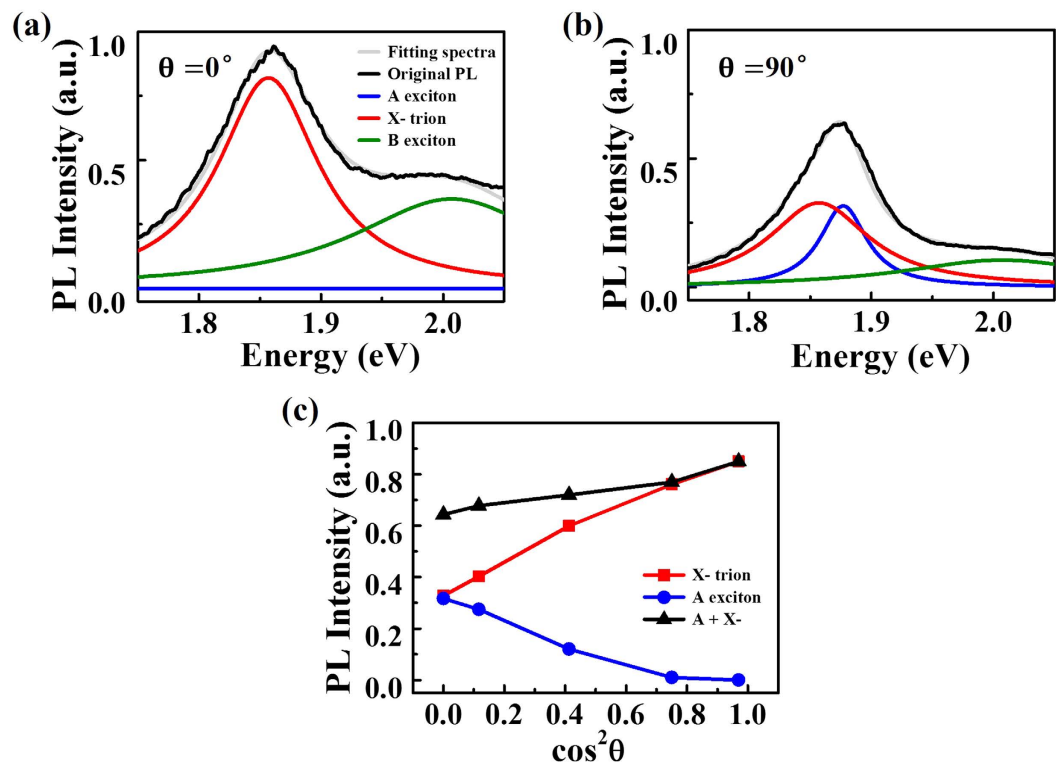 (a)
PL Intensity (a.u.)
1.0
0.5
0.0
θ =0°
Fitting spectra
Original PL
A exciton
X- trion
B exciton
1.8
1.9
2.0
Energy (eV)
(b)
PL Intensity (a.u.)
1.0
0.5
0.0
θ =90°
1.8
1.9
2.0
Energy (eV)
(c)
PL Intensity (a.u.)
1.0
0.8
0.6
0.4
0.2
0.0
X- trion
A exciton
A + X-
0.0
0.2
0.4
0.6
0.8
1.0
cos²θ